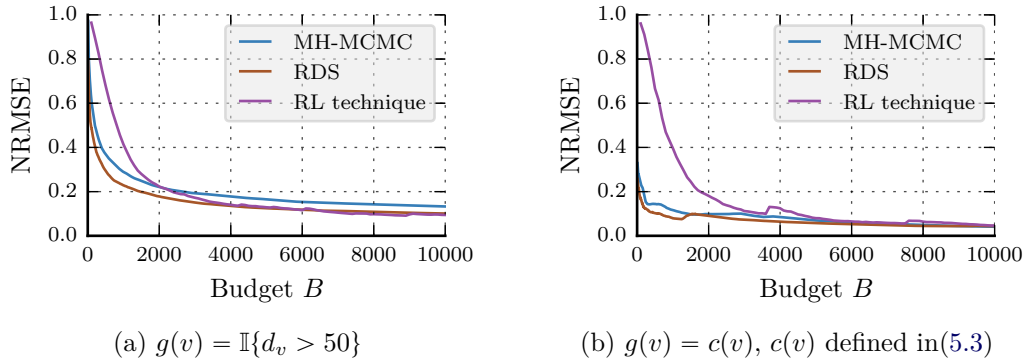 1.0
0.8
0.6
0.4
0.2
0.0
NRMSE
MH-MCMC
RDS
RL technique
0 2000 4000 6000 8000 10000
Budget B
(a) g(v) = 𝕀{d_v > 50}
1.0
0.8
0.6
0.4
0.2
0.0
NRMSE
MH-MCMC
RDS
RL technique
0 2000 4000 6000 8000 10000
Budget B
(b) g(v) = c(v), c(v) defined in(5.3)